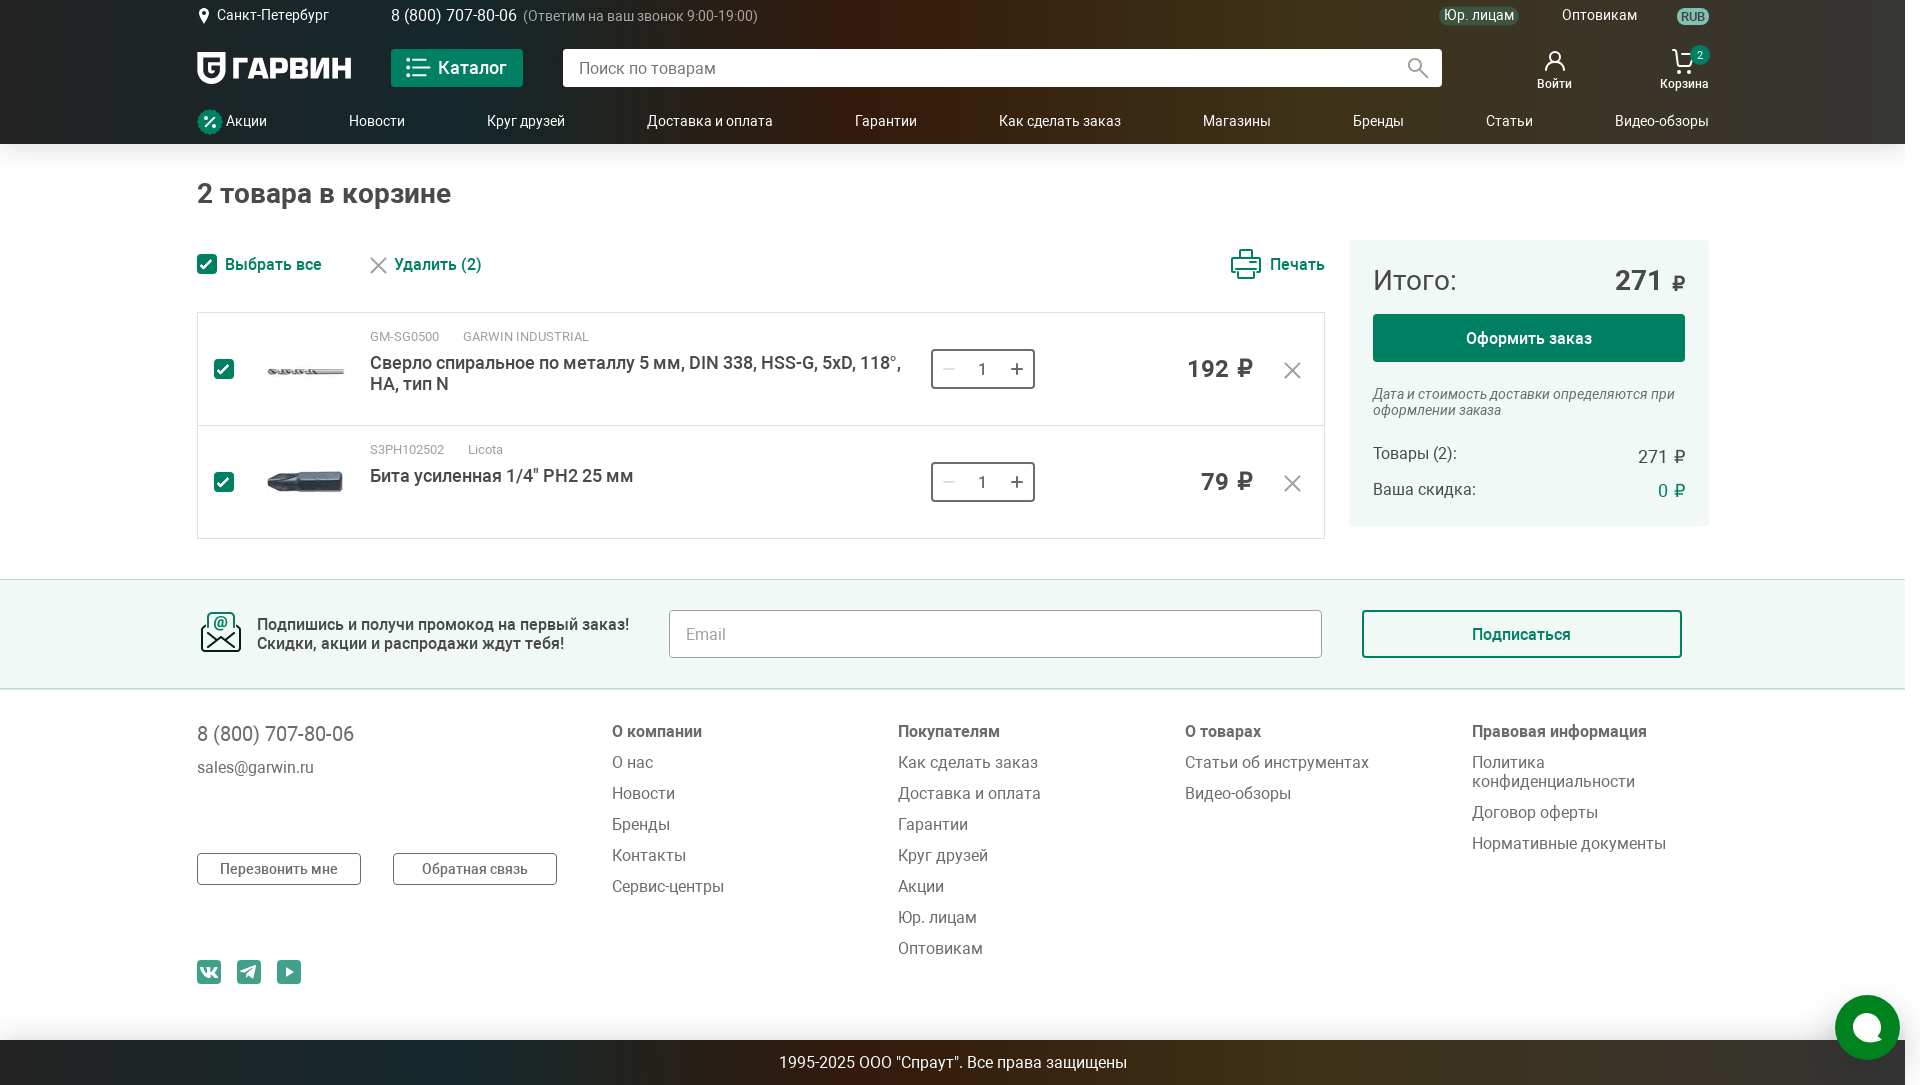 Санкт-Петербург
8 (800) 707-80-06 (Ответим на ваш звонок 9:00-19:00)
Юр. лицам
Оптовикам
RUB
ГАРВИН
Каталог
Поиск по товарам
Войти
2
Корзина
Акции
Новости
Круг друзей
Доставка и оплата
Гарантии
Как сделать заказ
Магазины
Бренды
Статьи
Видео-обзоры
2 товара в корзине
Выбрать все
Удалить (2)
Печать
GM-SG0500 GARWIN INDUSTRIAL
Сверло спиральное по металлу 5 мм, DIN 338, HSS-G, 5xD, 118°,
HA, тип N
1
192 ₽
S3PH102502 Licota
Бита усиленная 1/4" PH2 25 мм
1
79 ₽
Итого: 271 ₽
Оформить заказ
Дата и стоимость доставки определяются при
оформлении заказа
Товары (2): 271 ₽
Ваша скидка: 0 ₽
Подпишись и получи промокод на первый заказ!
Скидки, акции и распродажи ждут тебя!
Email
Подписаться
8 (800) 707-80-06
sales@garwin.ru
Перезвонить мне
Обратная связь
О компании
О нас
Новости
Бренды
Контакты
Сервис-центры
Покупателям
Как сделать заказ
Доставка и оплата
Гарантии
Круг друзей
Акции
Юр. лицам
Оптовикам
О товарах
Статьи об инструментах
Видео-обзоры
Правовая информация
Политика
конфиденциальности
Договор оферты
Нормативные документы
1995-2025 ООО "Спраут". Все права защищены